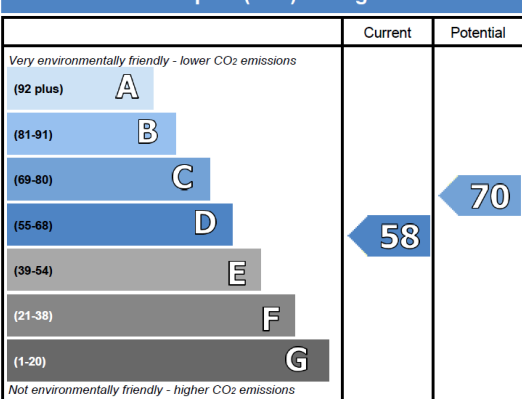 Current Potential
Very environmentally friendly - lower CO2 emissions
(92 plus) A
(81-91) B
(69-80) C
70
(55-68) D
58
(39-54) E
(21-38) F
(1-20) G
Not environmentally friendly - higher CO2 emissions